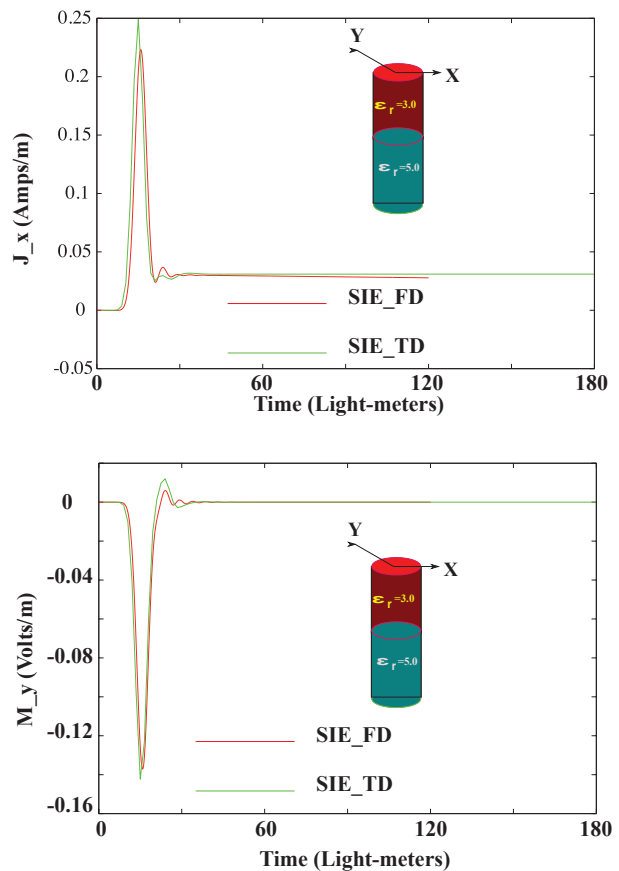 0.25
0.2
0.15
0.1
0.05
0
-0.05
J_x (Amps/m)
Y
X
ε r =3.0
ε r =5.0
SIE_FD
SIE_TD
0
60
120
180
Time (Light-meters)
0
-0.04
-0.08
-0.12
-0.16
M_y (Volts/m)
Y
X
ε r =3.0
ε r =5.0
SIE_FD
SIE_TD
0
60
120
180
Time (Light-meters)